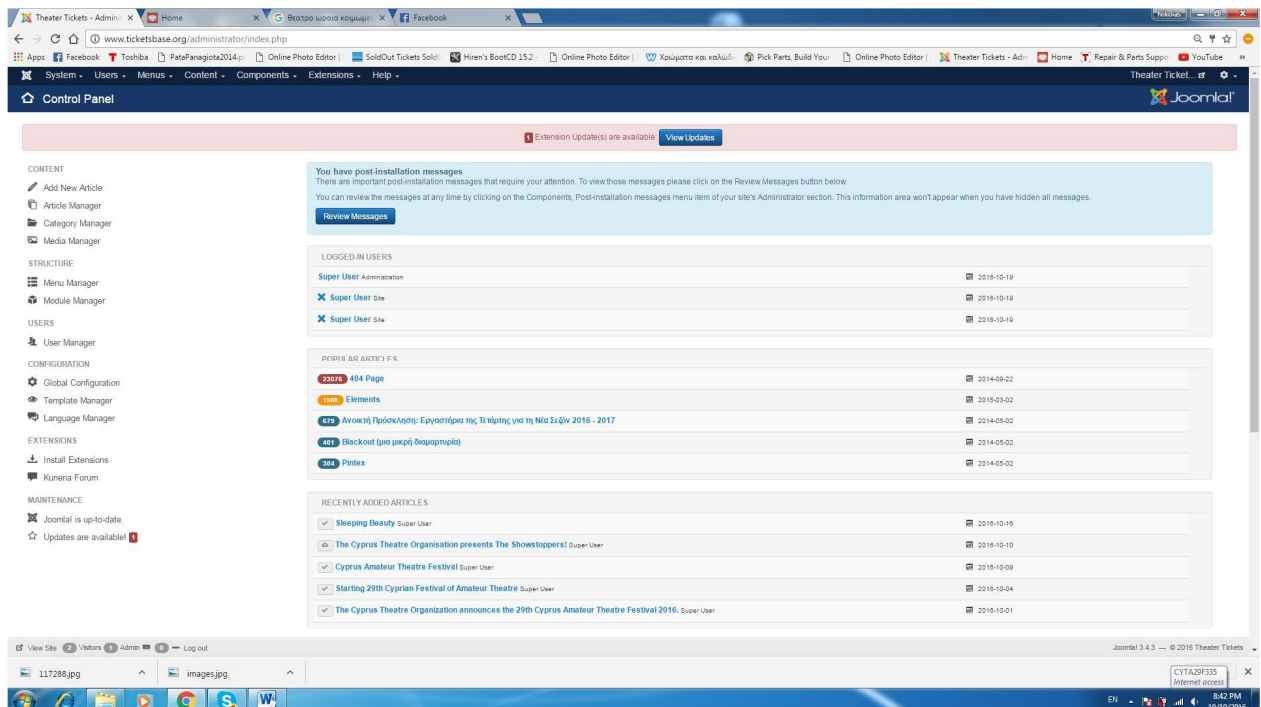 Theater Tickets - Admini
Home
Θεατρο ωραια κοιμωμ
Facebook
Nikolas
www.ticketsbase.org/administrator/index.php
Apps Facebook Toshiba PataPanagiota2014.p Online Photo Editor | SoldOut Tickets Sold Hiren's BootCD 15.2 - Online Photo Editor | Χρώματα και καλώδ Pick Parts, Build Your Online Photo Editor | Theater Tickets - Adm Home Repair & Parts Suppo YouTube »
System Users Menus Content Components Extensions Help Theater Ticket...
Control Panel Joomla!
1 Extension Update(s) are available: View Updates
CONTENT
Add New Article
Article Manager
Category Manager
Media Manager
STRUCTURE
Menu Manager
Module Manager
USERS
User Manager
CONFIGURATION
Global Configuration
Template Manager
Language Manager
EXTENSIONS
Install Extensions
Kunena Forum
MAINTENANCE
Joomla! is up-to-date.
Updates are available! 1
You have post-installation messages
There are important post-installation messages that require your attention. To view those messages please click on the Review Messages button below.
You can review the messages at any time by clicking on the Components, Post-installation messages menu item of your site's Administrator section. This information area won't appear when you have hidden all messages.
Review Messages
LOGGED-IN USERS
Super User Administration 2016-10-19
Super User Site 2016-10-19
Super User Site 2016-10-19
POPULAR ARTICLES
23076 404 Page 2014-09-22
1508 Elements 2015-03-02
679 Ανοικτή Πρόσκληση: Εργαστήρια της Τετάρτης για τη Νέα Σεζόν 2016 - 2017 2014-05-02
401 Blackout (μια μικρή διαμαρτυρία) 2014-05-02
304 Pintex 2014-05-02
RECENTLY ADDED ARTICLES
Sleeping Beauty Super User 2016-10-16
The Cyprus Theatre Organisation presents The Showstoppers! Super User 2016-10-10
Cyprus Amateur Theatre Festival Super User 2016-10-09
Starting 29th Cyprian Festival of Amateur Theatre Super User 2016-10-04
The Cyprus Theatre Organization announces the 29th Cyprus Amateur Theatre Festival 2016. Super User 2016-10-01
View Site 2 Visitors 1 Admin 0 Log out Joomla! 3.4.3 — © 2016 Theater Tickets
117288.jpg images.jpg
CYTA29F335
Internet access
EN 8:42 PM